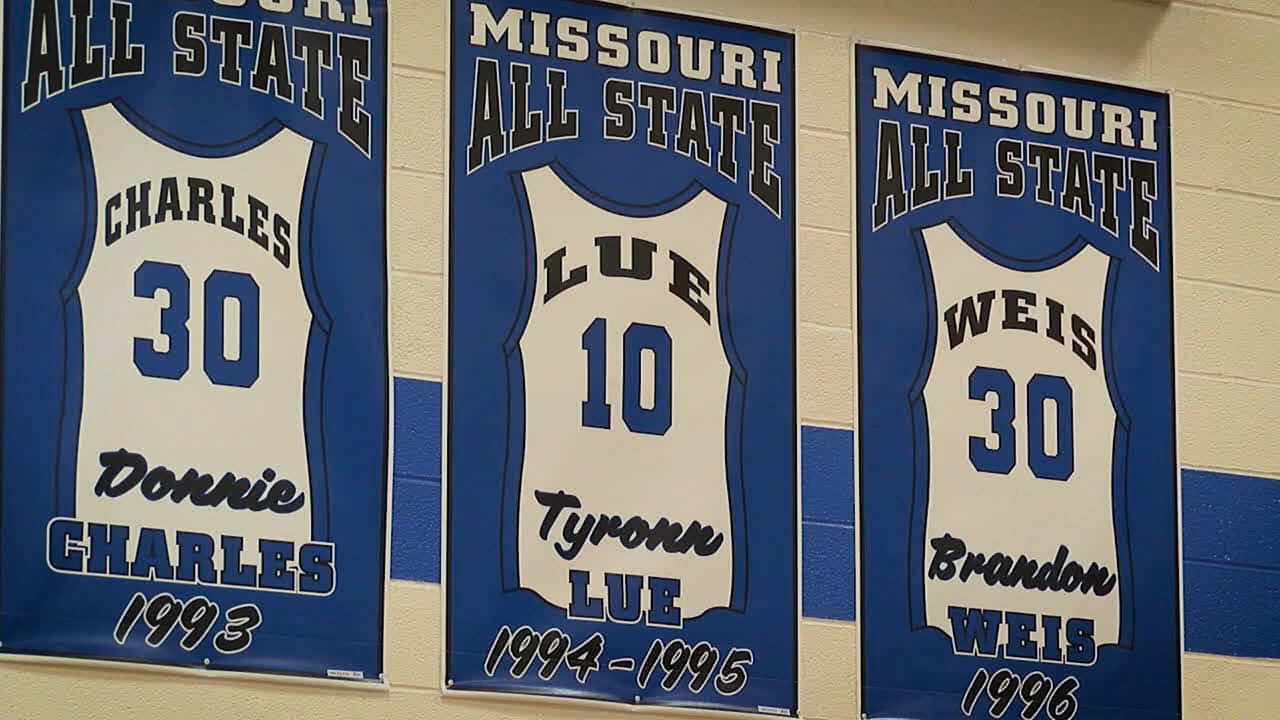 MISSOURI
ALL STATE
CHARLES
30
Donnie
CHARLES
1993
MISSOURI
ALL STATE
LUE
10
Tyronn
LUE
1994-1995
MISSOURI
ALL STATE
WEIS
30
Brandon
WEIS
1996